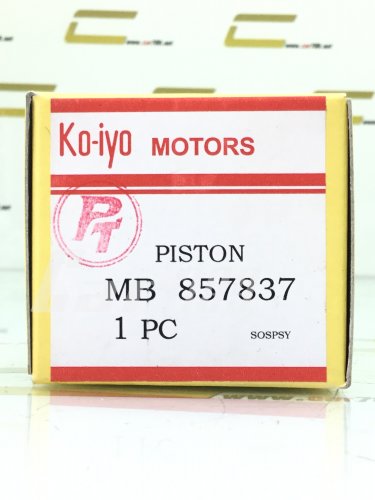 Ko-iyo MOTORS
PT
PISTON
MB 857837
1 PC
SOSPSY